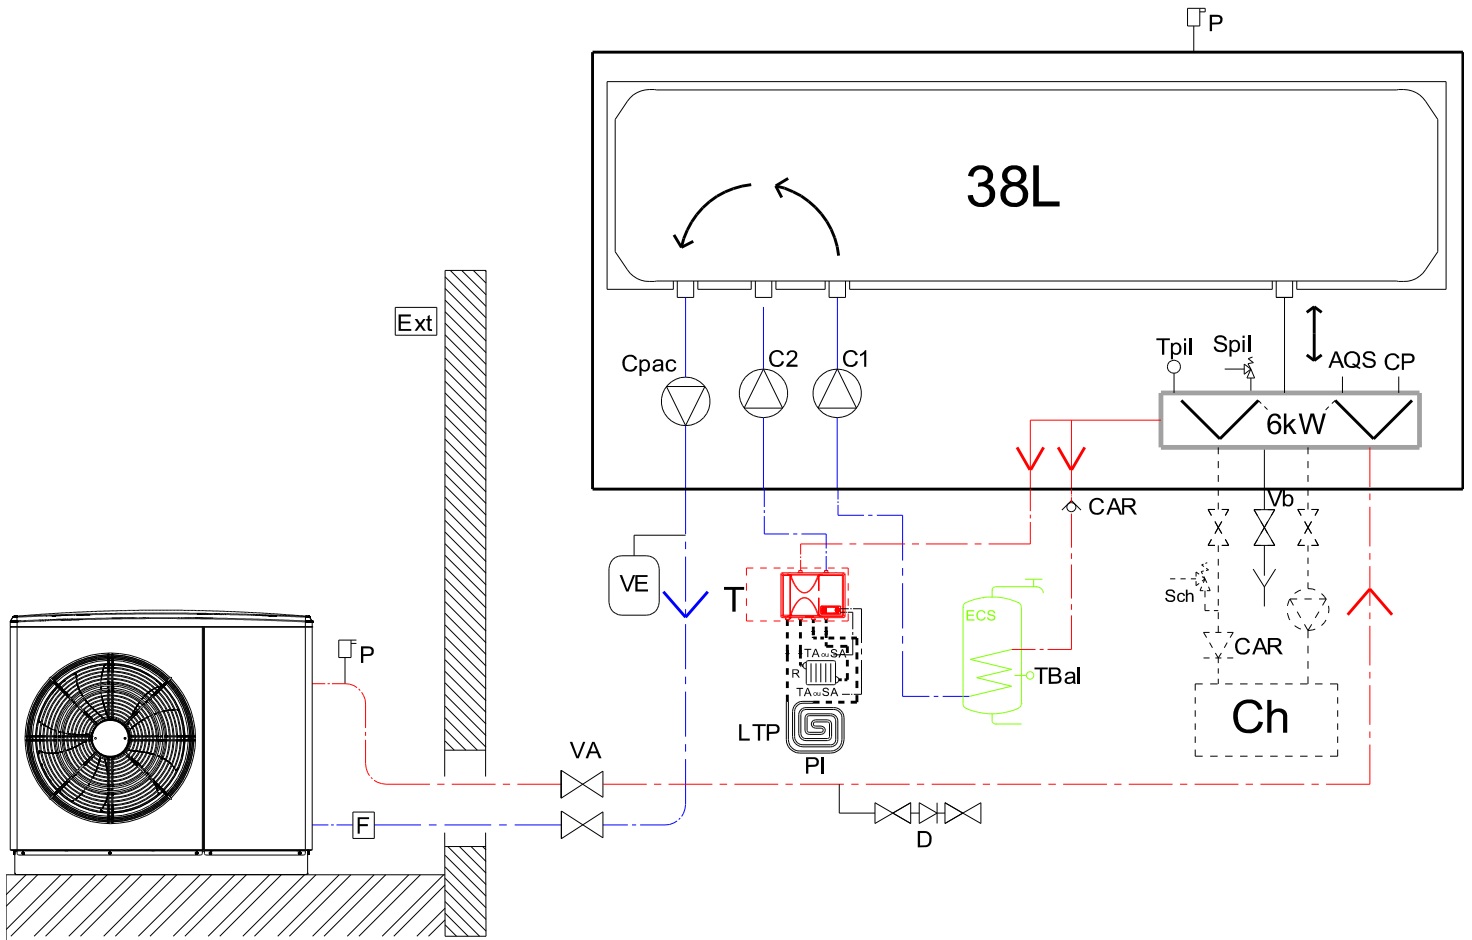 P
38L
Ext
Cpac
C2
C1
Tpil
Spil
AQS
CP
6kW
Vb
CAR
VE
T
Sch
ECS
CAR
TA ou SA
R
TA ou SA
TBal
P
LTP
PI
Ch
VA
F
D